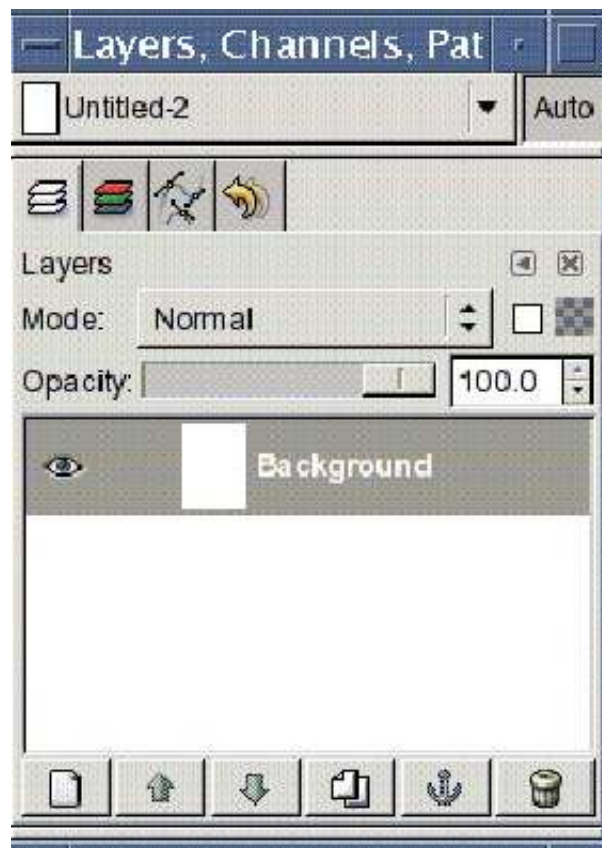 Layers, Channels, Pat
Untitled-2
Auto
Layers
Mode: Normal
Opacity: 100.0
Background